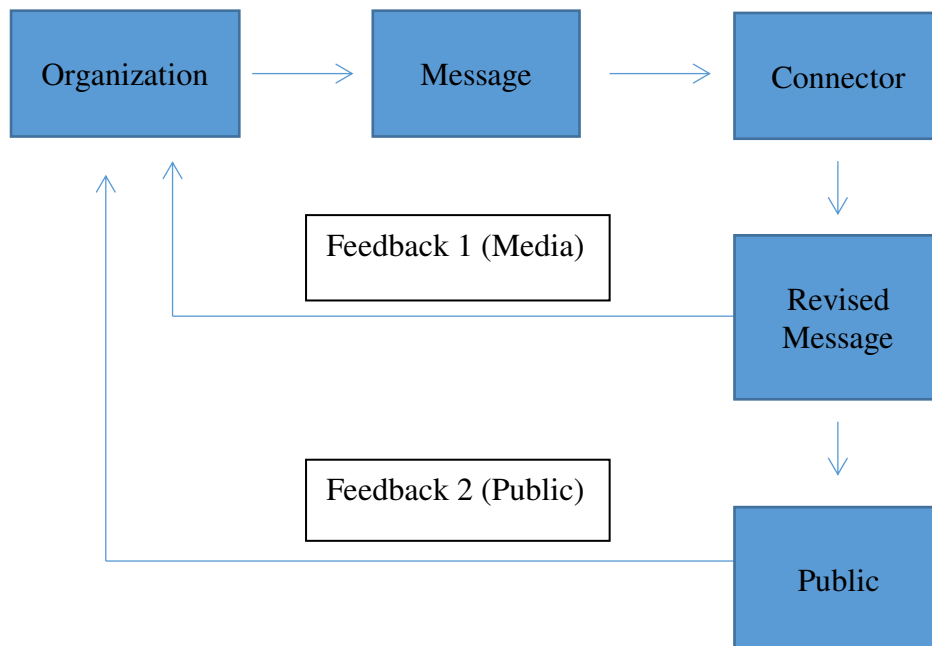 Organization
Message
Connector
Feedback 1 (Media)
Revised
Message
Feedback 2 (Public)
Public